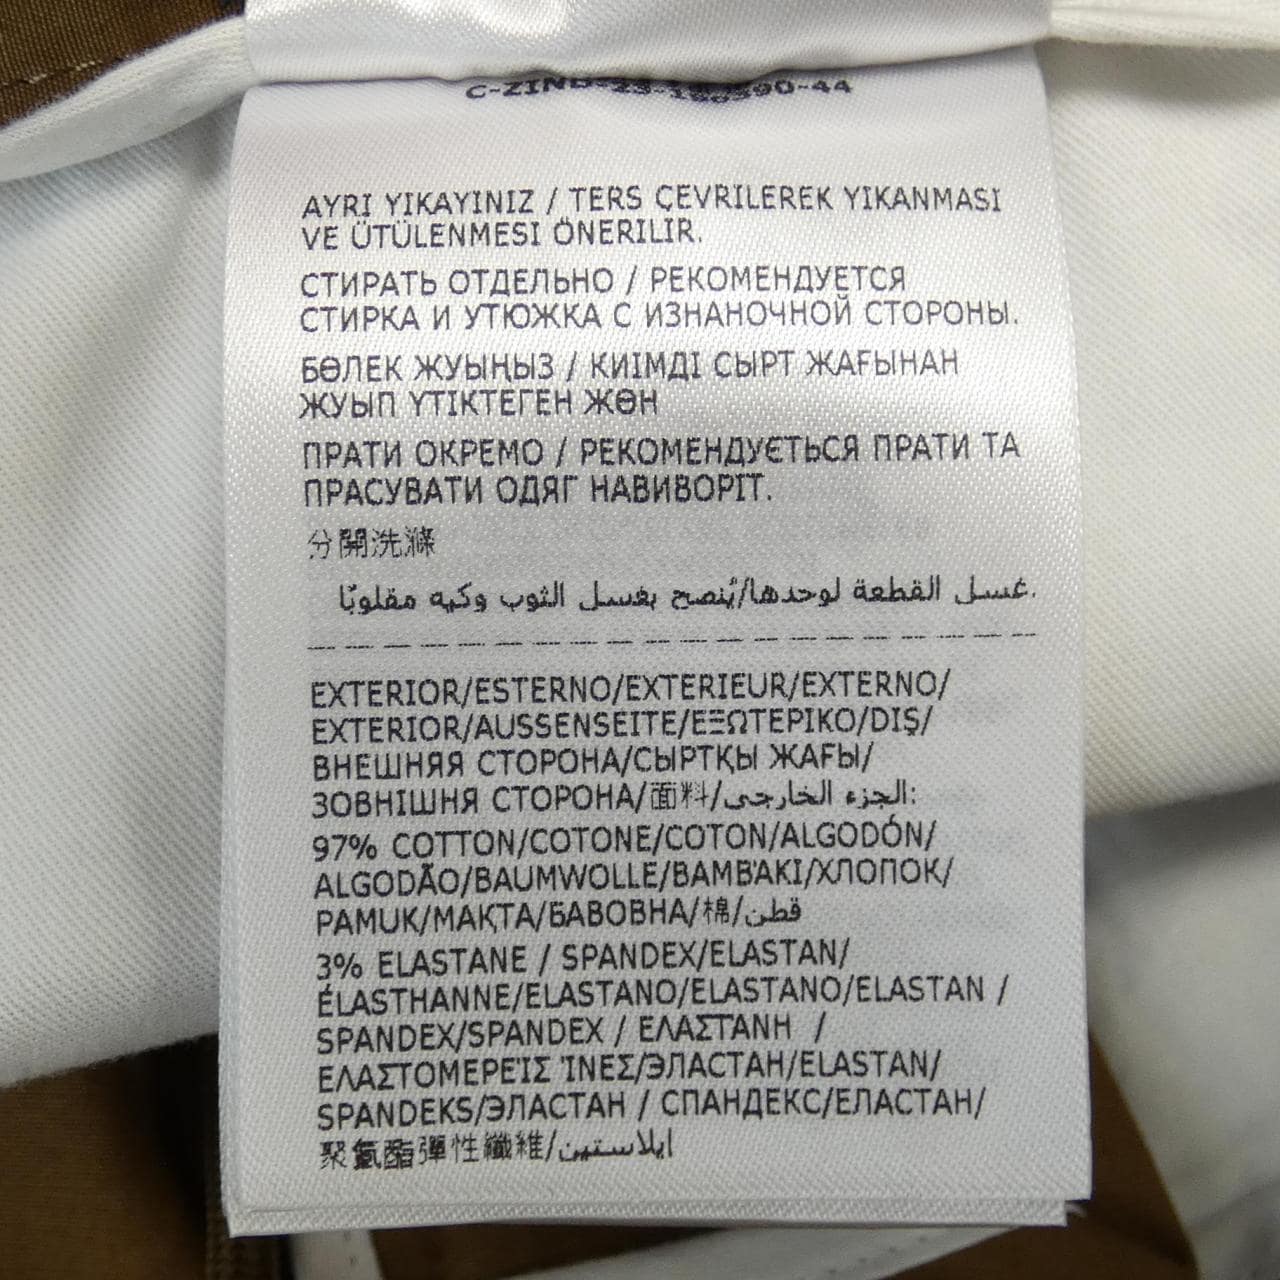 AYRI YIKAYINIZ / TERS ÇEVRILEREK YIKANMASI
VE ÜTÜLENMESI ÖNERILIR.
СТИРАТЬ ОТДЕЛЬНО / РЕКОМЕНДУЕТСЯ
СТИРКА И УТЮЖКА С ИЗНАНОЧНОЙ СТОРОНЫ.
БӨЛЕК ЖУЫҢЫЗ / КИІМДІ СЫРТ ЖАҒЫНАН
ЖУЫП ҮТІКТЕГЕН ЖӨН
ПРАТИ ОКРЕМО / РЕКОМЕНДУЄТЬСЯ ПРАТИ ТА
ПРАСУВАТИ ОДЯГ НАВИВОРІТ.
分開洗滌
غسل القطعة لوحدها/يُنصح بغسل الثوب وكيه مقلوبًا.
EXTERIOR/ESTERNO/EXTERIEUR/EXTERNO/
EXTERIOR/AUSSENSEITE/ΕΞΩΤΕΡΙΚΟ/DIŞ/
ВНЕШНЯЯ СТОРОНА/СЫРТҚЫ ЖАҒЫ/
ЗОВНІШНЯ СТОРОНА/面料/الجزء الخارجي:
97% COTTON/COTONE/COTON/ALGODÓN/
ALGODÃO/BAUMWOLLE/ΒΑΜΒΆΚΙ/ХЛОПОК/
PAMUK/МАҚТА/БАВОВНА/棉/قطن
3% ELASTANE / SPANDEX/ELASTAN/
ÉLASTHANNE/ELASTANO/ELASTANO/ELASTAN /
SPANDEX/SPANDEX / ΕΛΑΣΤΆΝΗ /
ΕΛΑΣΤΟΜΕΡΕΊΣ ΊΝΕΣ/ЭЛАСТАН/ELASTAN/
SPANDEKS/ЭЛАСТАН / СПАНДЕКС/ЕЛАСТАН/
聚氨酯彈性纖維/ايلاستين